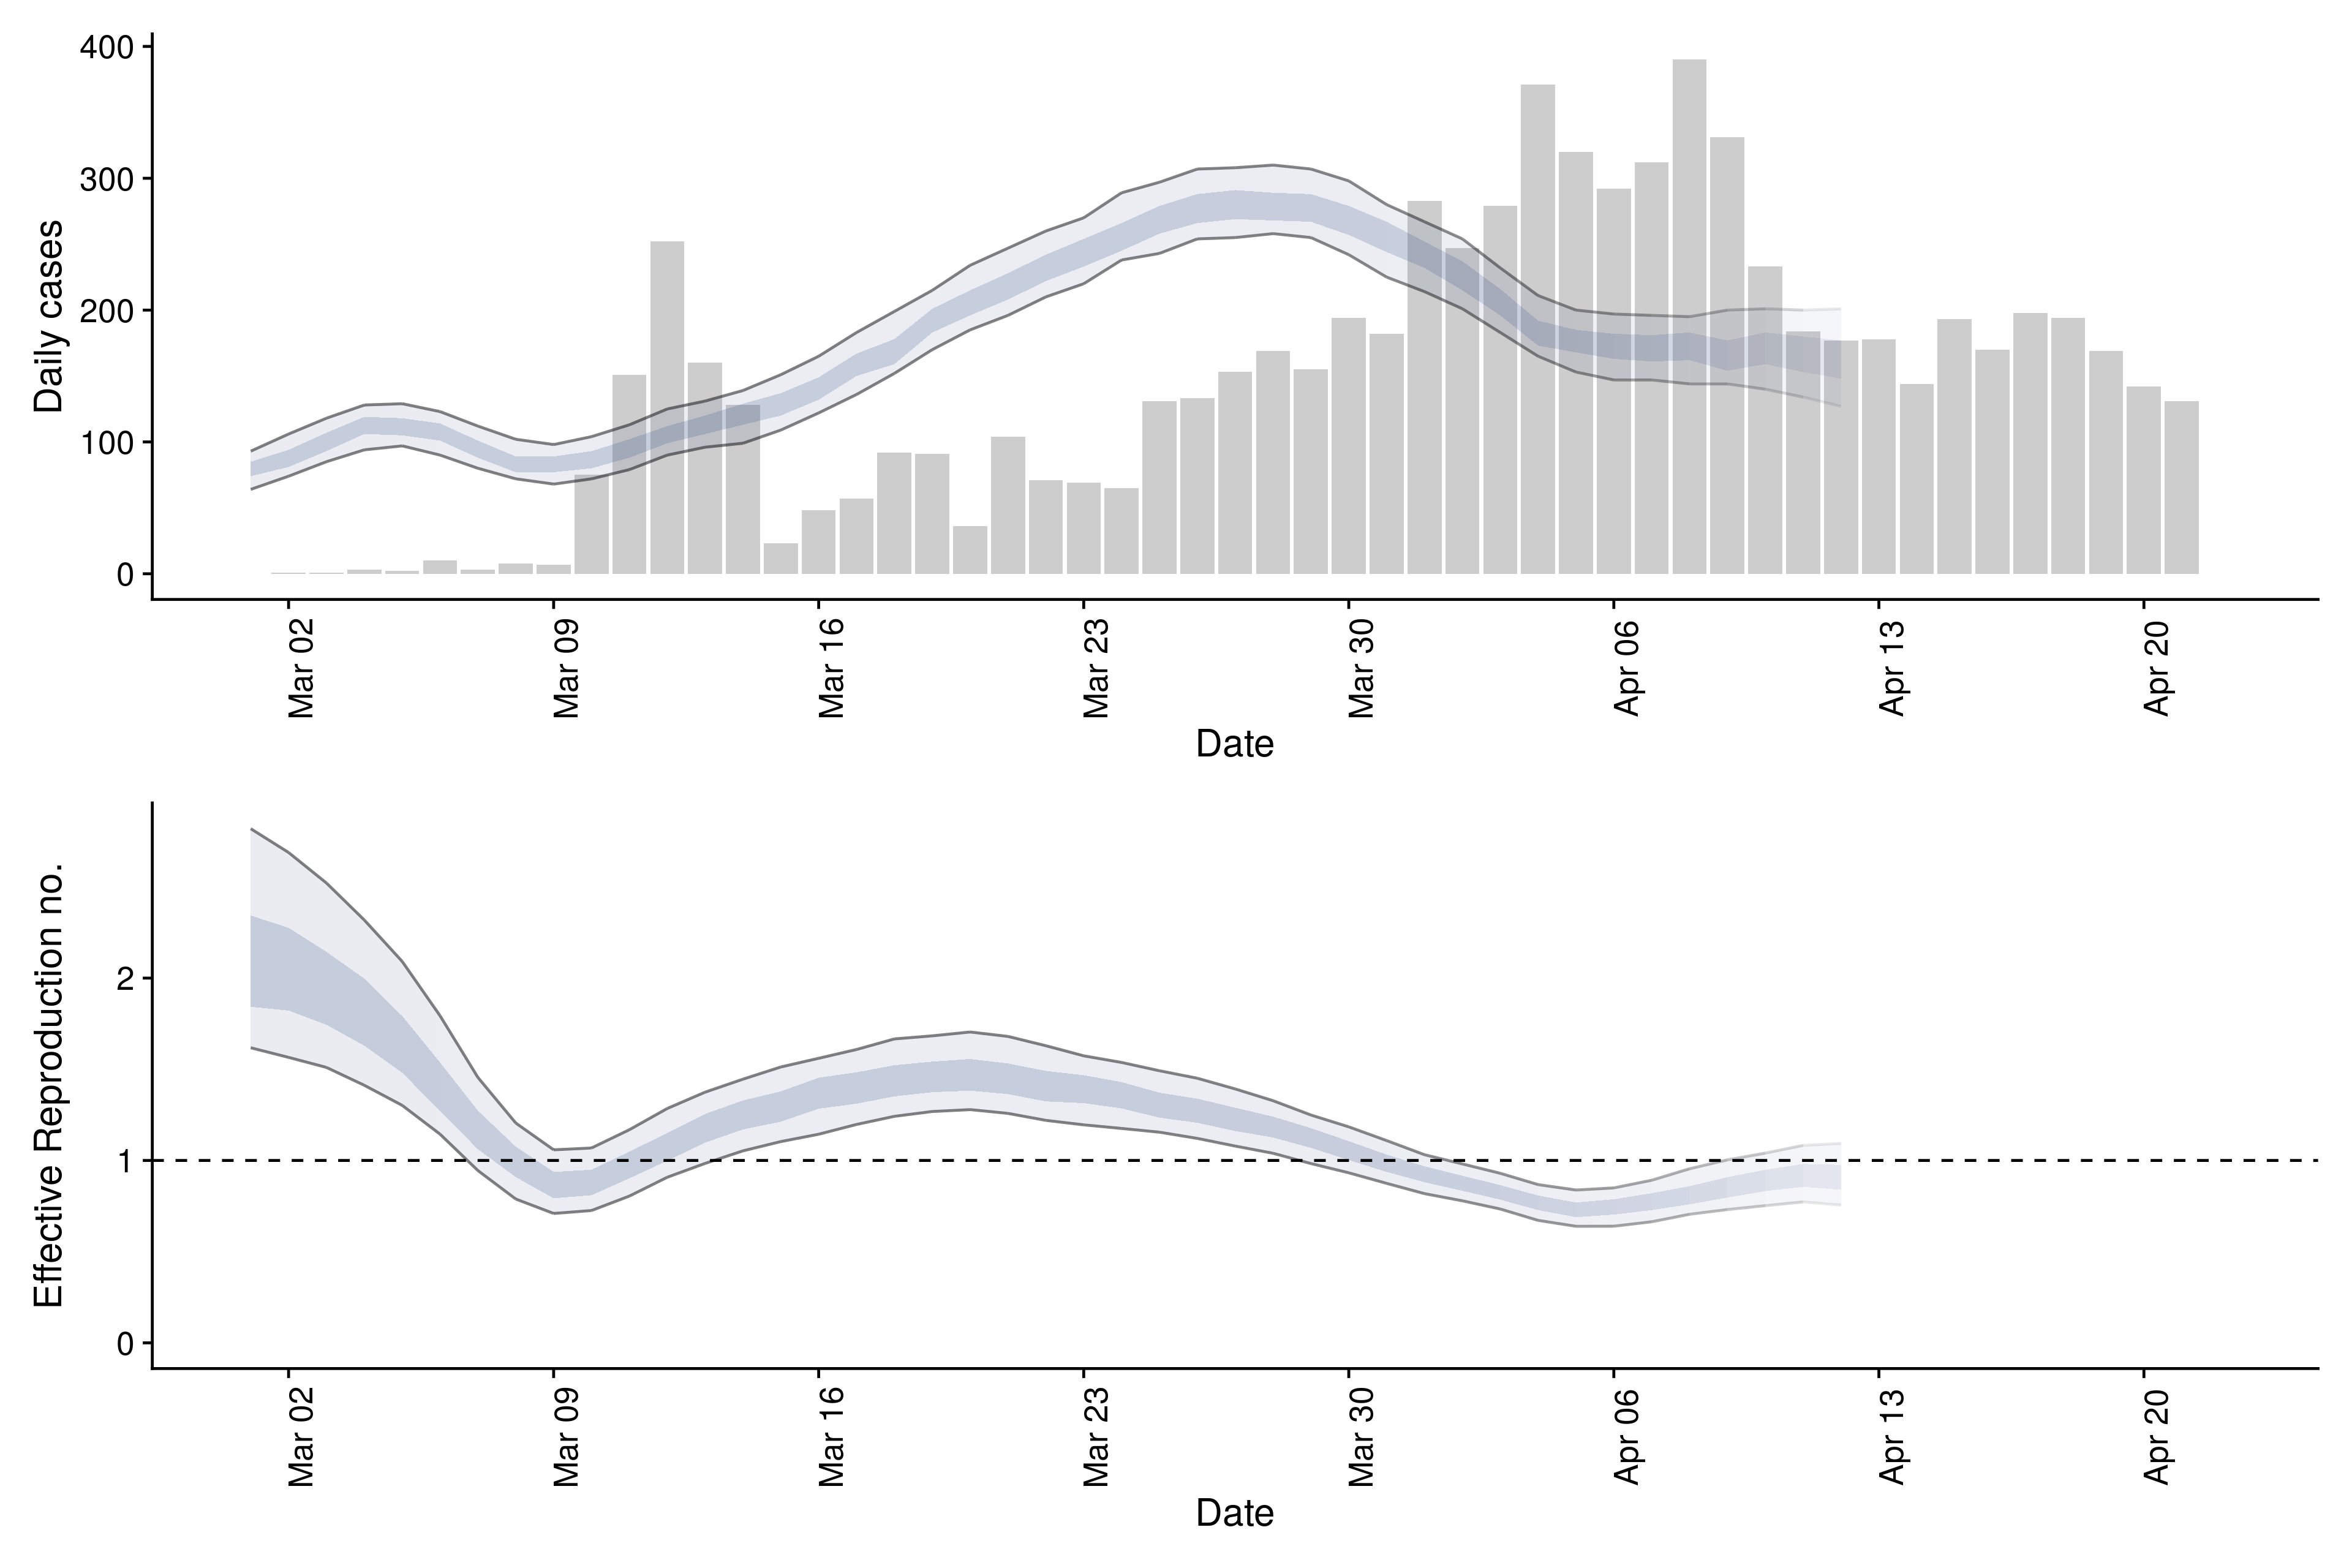 400
300
200
100
0
Daily cases
Mar 02
Mar 09
Mar 16
Mar 23
Mar 30
Apr 06
Apr 13
Apr 20
Date
2
1
0
Effective Reproduction no.
Mar 02
Mar 09
Mar 16
Mar 23
Mar 30
Apr 06
Apr 13
Apr 20
Date